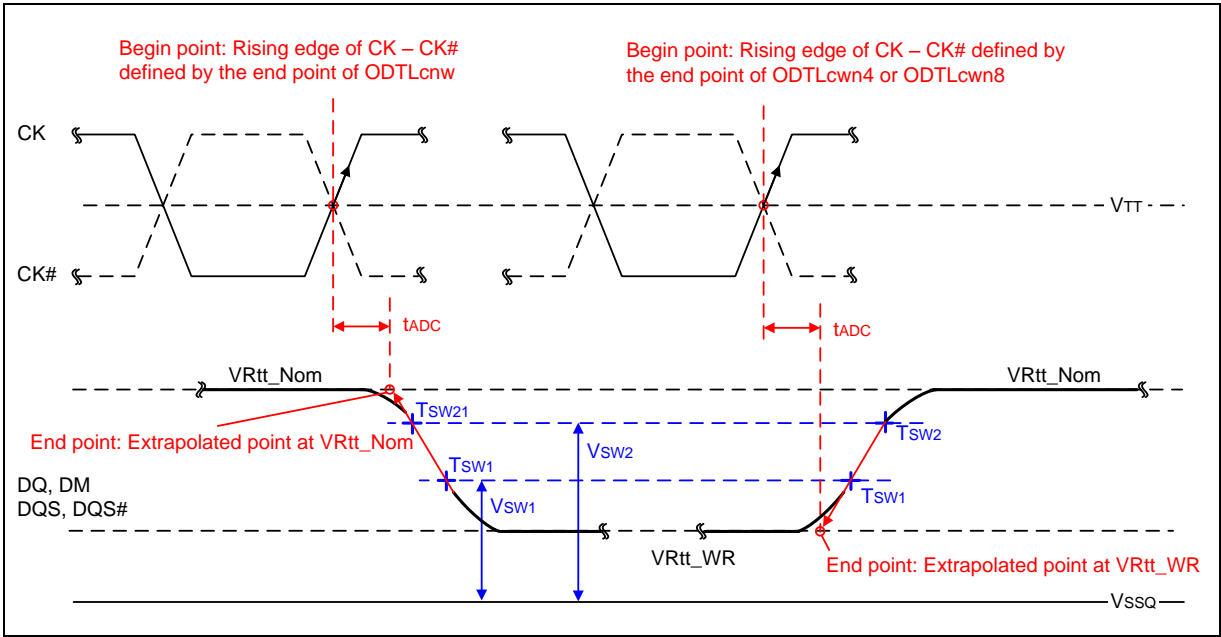 Begin point: Rising edge of CK – CK#
defined by the end point of ODTLcnw
Begin point: Rising edge of CK – CK# defined by
the end point of ODTLcwn4 or ODTLcwn8
CK
VTT
CK#
tADC
tADC
VRtt_Nom
VRtt_Nom
TSW21
End point: Extrapolated point at VRtt_Nom
TSW2
VSW2
TSW1
DQ, DM
DQS, DQS#
VSW1
TSW1
VRtt_WR
End point: Extrapolated point at VRtt_WR
VSSQ